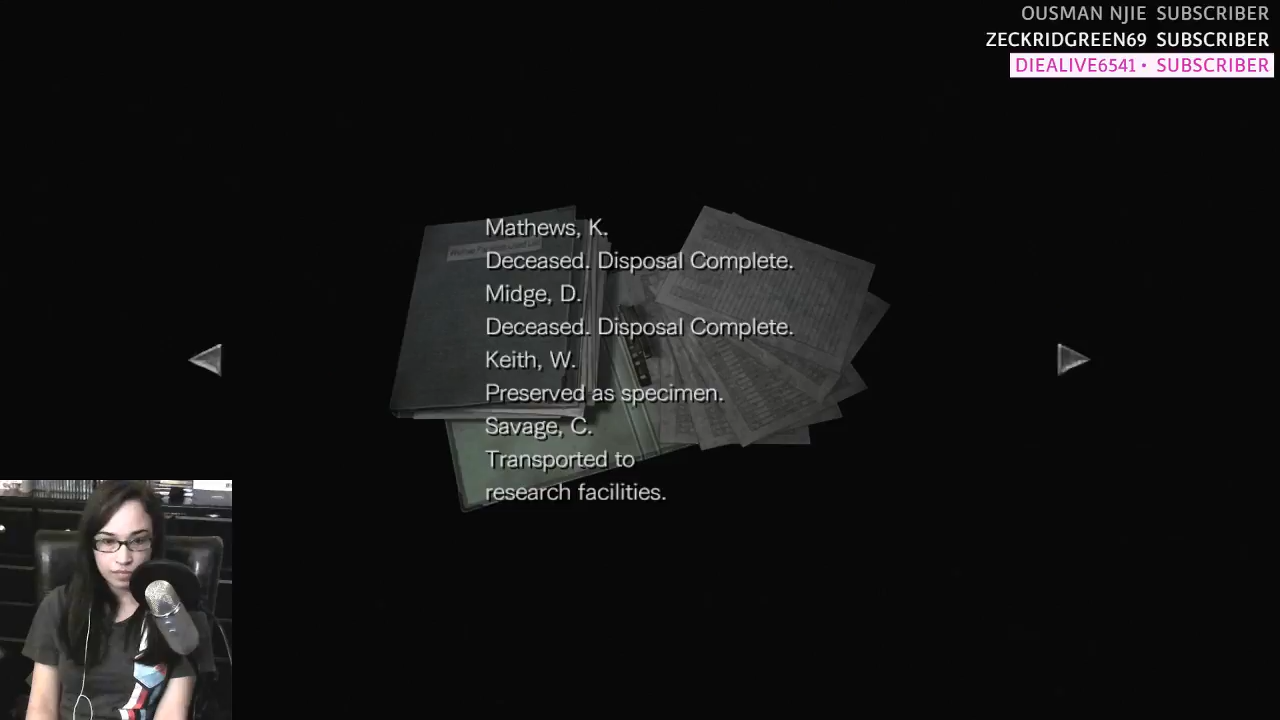 OUSMAN NJIE SUBSCRIBER
ZECKRIDGREEN69 SUBSCRIBER
DIEALIVE6541 • SUBSCRIBER
Mathews, K.
Deceased. Disposal Complete.
Midge, D.
Deceased. Disposal Complete.
Keith, W.
Preserved as specimen.
Savage, C.
Transported to
research facilities.